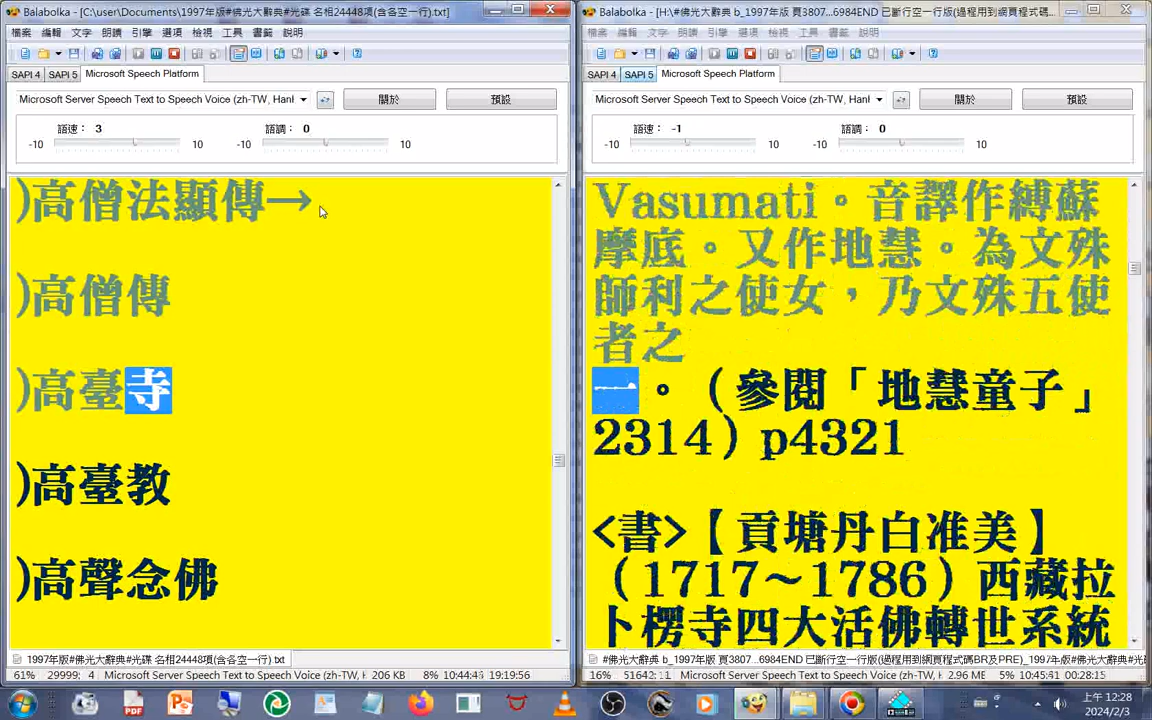 Balabolka - [C:\user\Documents\1997年版#佛光大辭典#光碟 名相24448項(含各空一行).txt]
檔案 編輯 文字 朗讀 引擎 選項 檢視 工具 書籤 說明
SAPI 4 SAPI 5 Microsoft Speech Platform
Microsoft Server Speech Text to Speech Voice (zh-TW, Hanl
關於
預設
語速： 3
語調： 0
-10 10 -10 10
)高僧法顯傳→
)高僧傳
)高臺寺
)高臺教
)高聲念佛
1997年版#佛光大辭典#光碟 名相24448項(含各空一行).txt
61% 29999; 4 Microsoft Server Speech Text to Speech Voice (zh-TW, H 206 KB 8% 10:44:43 19:19:56
Balabolka - [H:\#佛光大辭典 b_1997年版 頁3807...6984END 已斷行空一行版(過程用到網頁程式碼...
檔案 編輯 文字 朗讀 引擎 選項 檢視 工具 書籤 說明
SAPI 4 SAPI 5 Microsoft Speech Platform
Microsoft Server Speech Text to Speech Voice (zh-TW, Hanl
關於
預設
語速： -1
語調： 0
-10 10 -10 10
Vasumati。音譯作縛蘇
摩底。又作地慧。為文殊
師利之使女，乃文殊五使
者之
一。（參閱「地慧童子」
2314）p4321
<書>【貢塘丹白准美】
（1717～1786）西藏拉
卜楞寺四大活佛轉世系統
#佛光大辭典 b_1997年版 頁3807...6984END 已斷行空一行版(過程用到網頁程式碼BR及PRE)_1997年版#佛光大辭典#光
16% Microsoft Server Speech Text to Speech Voice (zh-TW, H 2.96 MB 5% 10:45:41 00:28:15
上午 12:28
2024/2/3